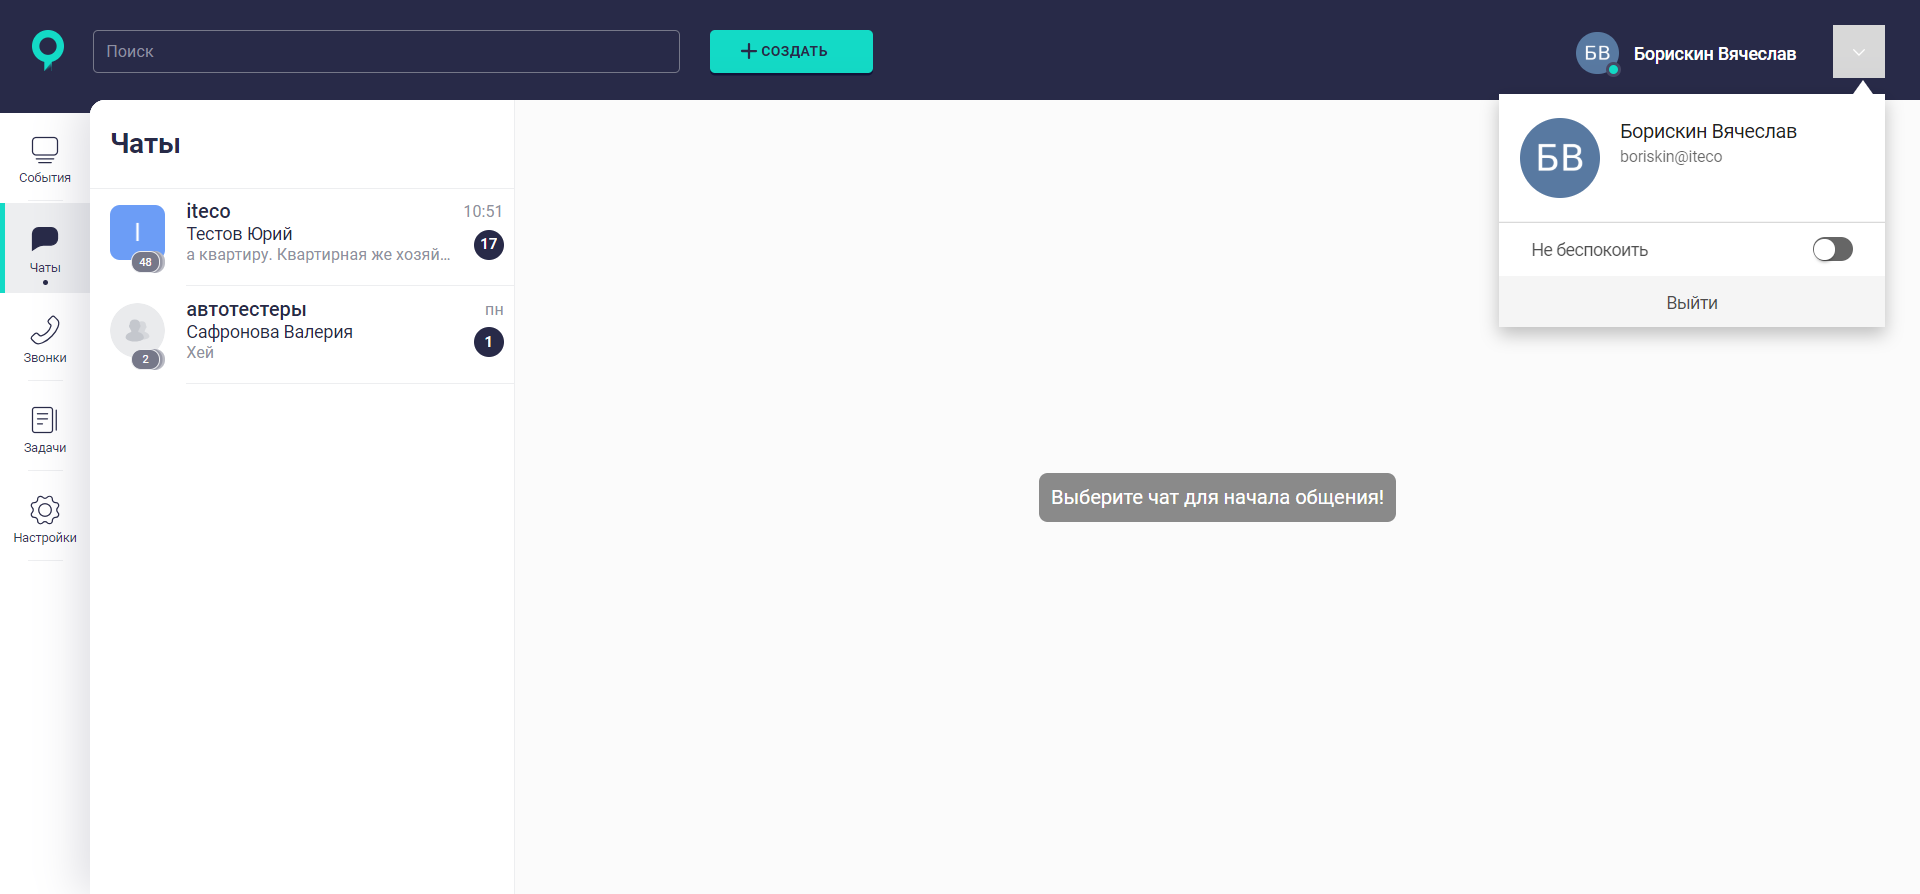 Поиск
СОЗДАТЬ
БВ
Борискин Вячеслав
БВ
Борискин Вячеслав
boriskin@iteco
Не беспокоить
Выйти
События
Чаты
Звонки
Задачи
Настройки
Чаты
I
48
iteco
10:51
Тестов Юрий
17
а квартиру. Квартирная же хозяй...
2
автотестеры
пн
Сафронова Валерия
1
Хей
Выберите чат для начала общения!